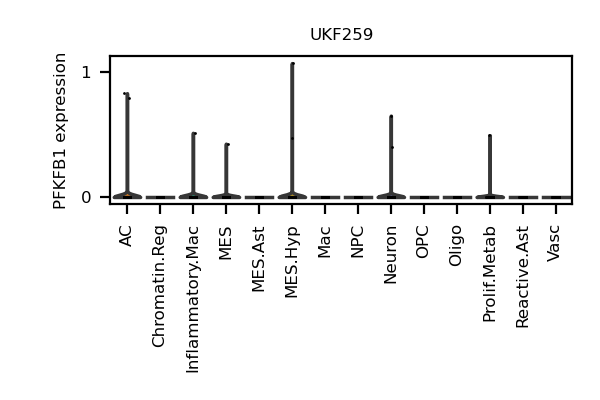 UKF259
PFKFB1 expression
1
0
AC
Chromatin.Reg
Inflammatory.Mac
MES
MES.Ast
MES.Hyp
Mac
NPC
Neuron
OPC
Oligo
Prolif.Metab
Reactive.Ast
Vasc